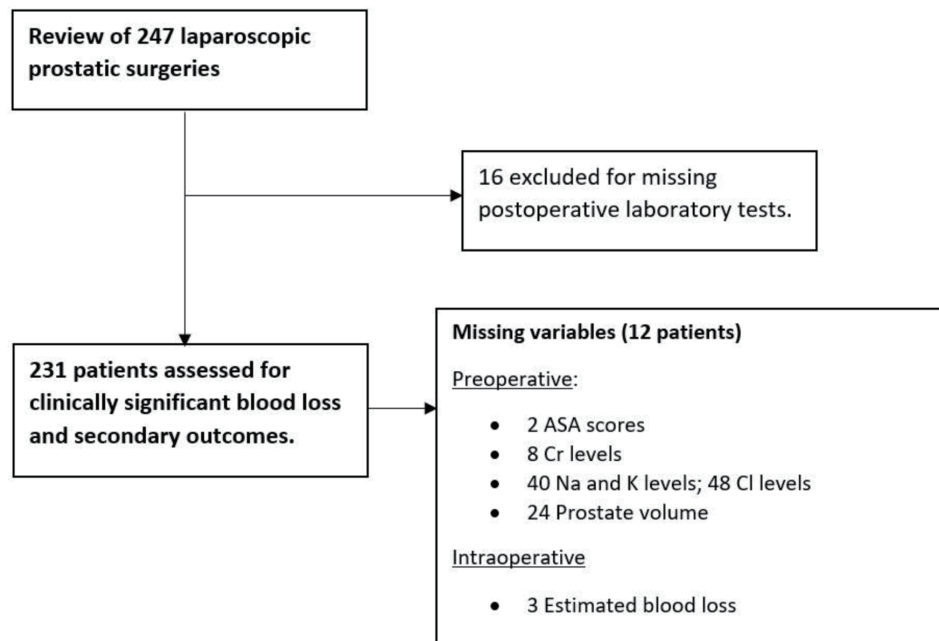 Review of 247 laparoscopic
prostatic surgeries
16 excluded for missing
postoperative laboratory tests.
231 patients assessed for
clinically significant blood loss
and secondary outcomes.
Missing variables (12 patients)
Preoperative:
• 2 ASA scores
• 8 Cr levels
• 40 Na and K levels; 48 Cl levels
• 24 Prostate volume
Intraoperative
• 3 Estimated blood loss